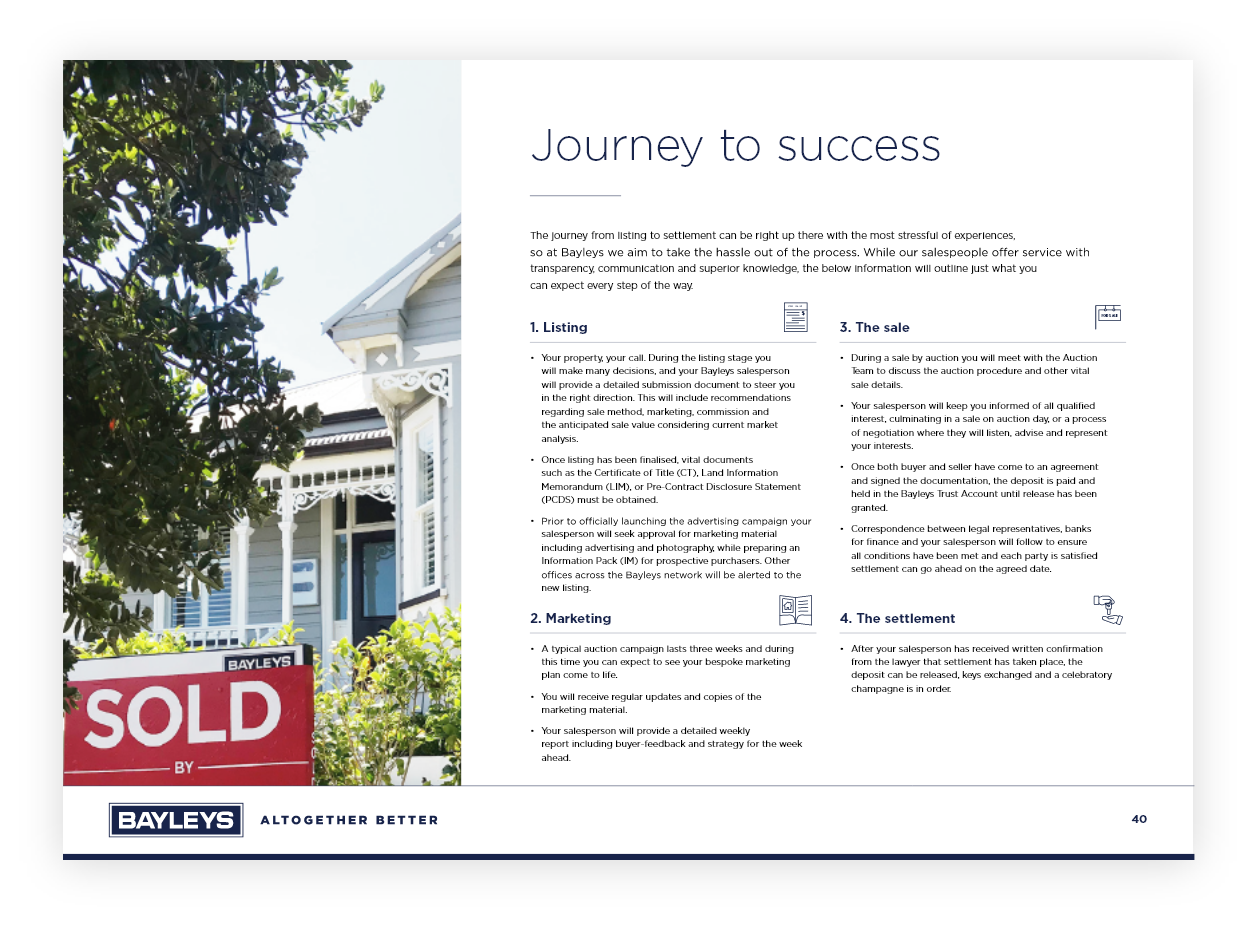 Journey to success
The journey from listing to settlement can be right up there with the most stressful of experiences,
so at Bayleys we aim to take the hassle out of the process. While our salespeople offer service with
transparency, communication and superior knowledge, the below information will outline just what you
can expect every step of the way.
1. Listing
• Your property, your call. During the listing stage you
will make many decisions, and your Bayleys salesperson
will provide a detailed submission document to steer you
in the right direction. This will include recommendations
regarding sale method, marketing, commission and
the anticipated sale value considering current market
analysis.
• Once listing has been finalised, vital documents
such as the Certificate of Title (CT), Land Information
Memorandum (LIM), or Pre-Contract Disclosure Statement
(PCDS) must be obtained.
• Prior to officially launching the advertising campaign your
salesperson will seek approval for marketing material
including advertising and photography, while preparing an
Information Pack (IM) for prospective purchasers. Other
offices across the Bayleys network will be alerted to the
new listing.
2. Marketing
• A typical auction campaign lasts three weeks and during
this time you can expect to see your bespoke marketing
plan come to life.
• You will receive regular updates and copies of the
marketing material.
• Your salesperson will provide a detailed weekly
report including buyer-feedback and strategy for the week
ahead.
FOR SALE
3. The sale
• During a sale by auction you will meet with the Auction
Team to discuss the auction procedure and other vital
sale details.
• Your salesperson will keep you informed of all qualified
interest, culminating in a sale on auction day, or a process
of negotiation where they will listen, advise and represent
your interests.
• Once both buyer and seller have come to an agreement
and signed the documentation, the deposit is paid and
held in the Bayleys Trust Account until release has been
granted.
• Correspondence between legal representatives, banks
for finance and your salesperson will follow to ensure
all conditions have been met and each party is satisfied
settlement can go ahead on the agreed date.
4. The settlement
• After your salesperson has received written confirmation
from the lawyer that settlement has taken place, the
deposit can be released, keys exchanged and a celebratory
champagne is in order.
BAYLEYS
SOLD
BY
BAYLEYS ALTOGETHER BETTER
40